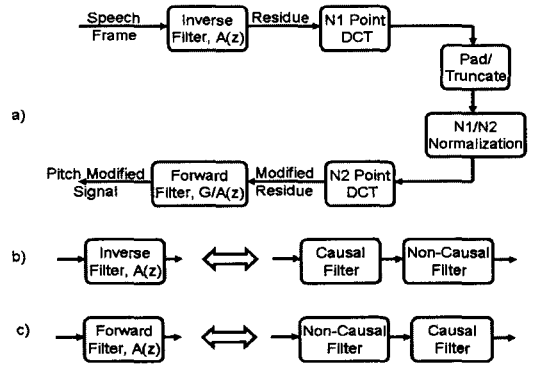 a)
Speech
Frame
Inverse
Filter, A(z)
Residue
N1 Point
DCT
Pad/
Truncate
N1/N2
Normalization
N2 Point
DCT
Modified
Residue
Forward
Filter, G/A(z)
Pitch Modified
Signal
b)
Inverse
Filter, A(z)
Causal
Filter
Non-Causal
Filter
c)
Forward
Filter, A(z)
Non-Causal
Filter
Causal
Filter